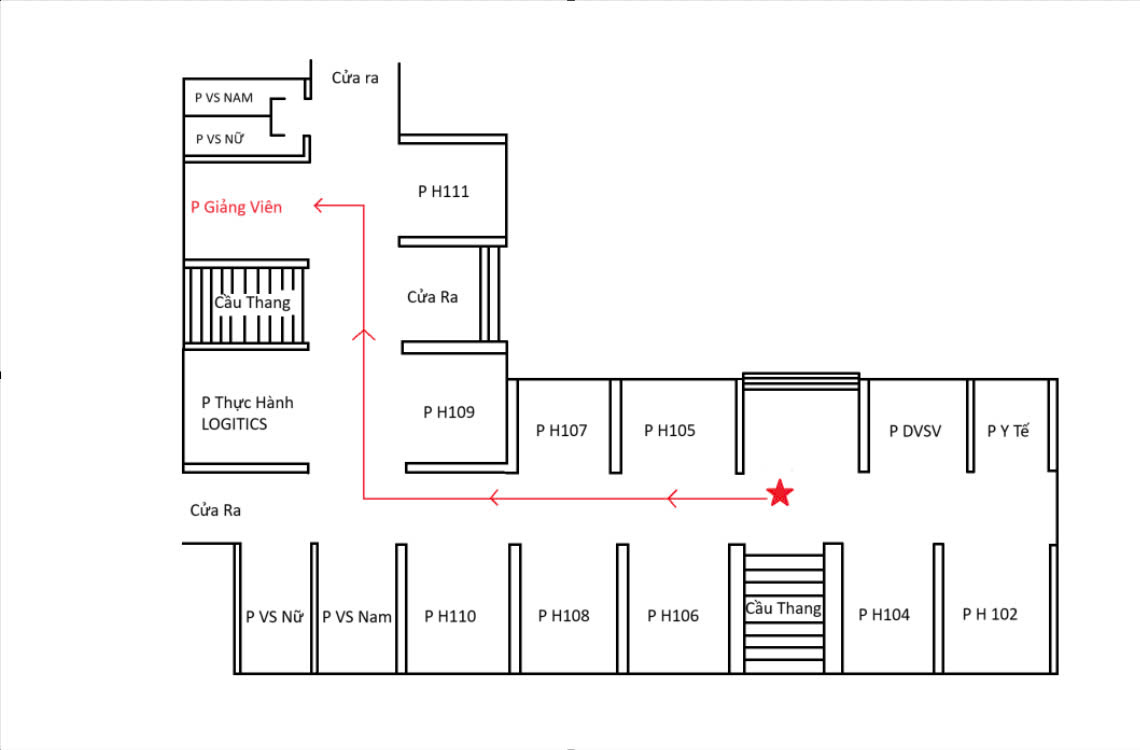 Cửa ra
P VS NAM
P VS NỮ
P H111
P Giảng Viên
Cửa Ra
Cầu Thang
P Thực Hành
LOGITICS
P H109
P H107
P H105
P DVSV
P Y Tế
Cửa Ra
P VS Nữ
P VS Nam
P H110
P H108
P H106
Cầu Thang
P H104
P H 102